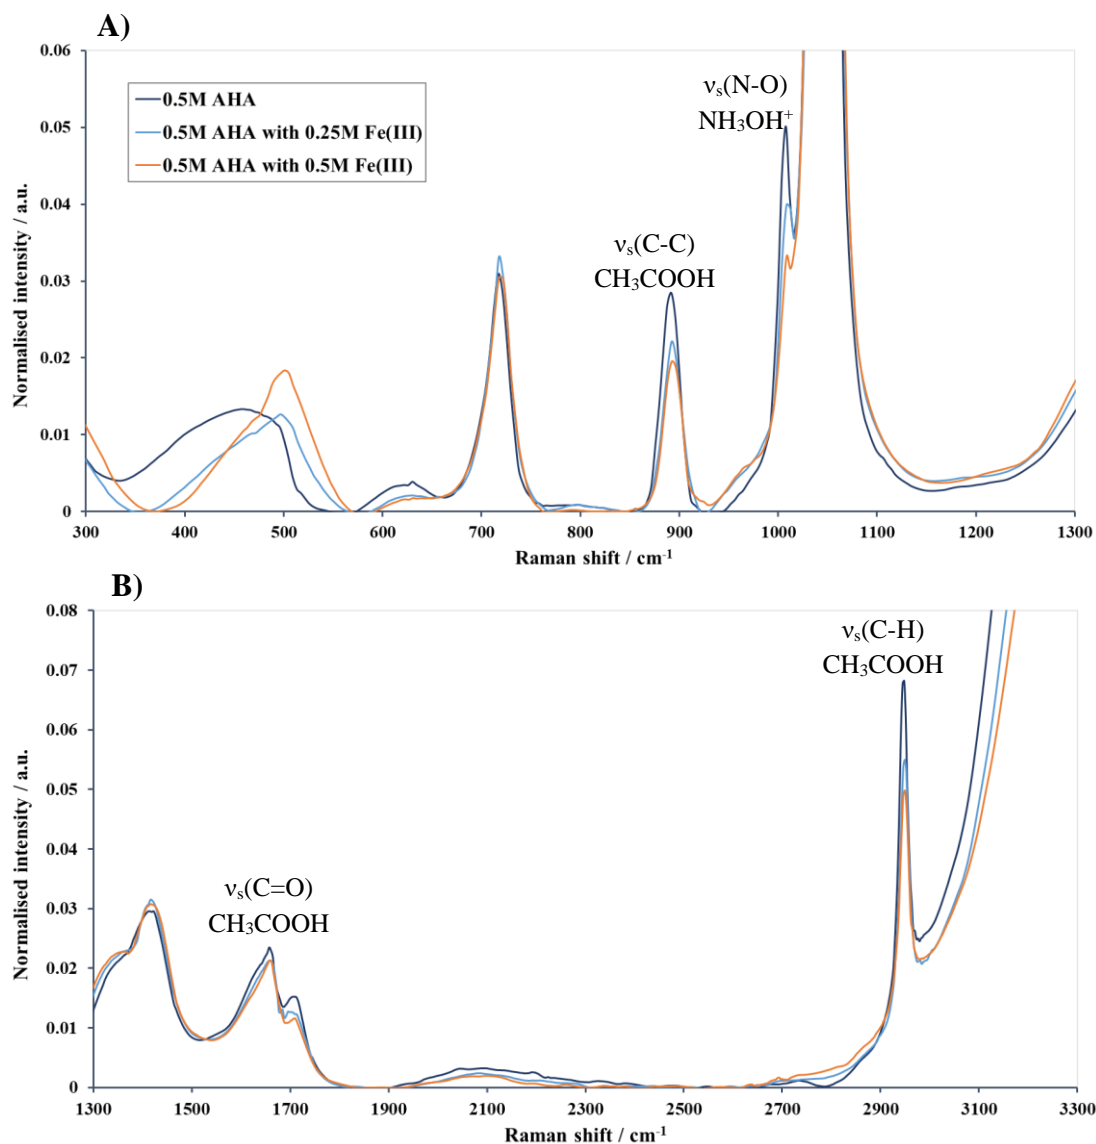 A)
0.06
0.05
0.04
0.03
0.02
0.01
0
Normalised intensity / a.u.
0.5M AHA
0.5M AHA with 0.25M Fe(III)
0.5M AHA with 0.5M Fe(III)
νs(N-O)
NH₃OH⁺
νs(C-C)
CH₃COOH
300 400 500 600 700 800 900 1000 1100 1200 1300
Raman shift / cm⁻¹
B)
0.08
0.07
0.06
0.05
0.04
0.03
0.02
0.01
0
Normalised intensity / a.u.
νs(C-H)
CH₃COOH
νs(C=O)
CH₃COOH
1300 1500 1700 1900 2100 2300 2500 2700 2900 3100 3300
Raman shift / cm⁻¹